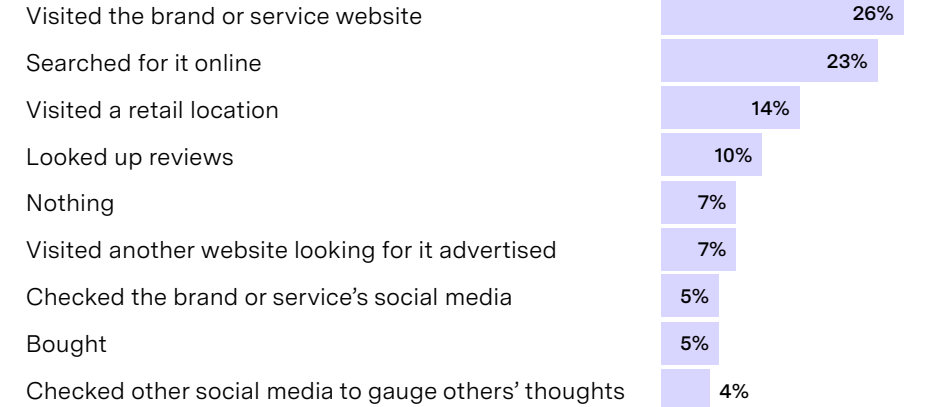 Visited the brand or service website 26%
Searched for it online 23%
Visited a retail location 14%
Looked up reviews 10%
Nothing 7%
Visited another website looking for it advertised 7%
Checked the brand or service’s social media 5%
Bought 5%
Checked other social media to gauge others’ thoughts 4%